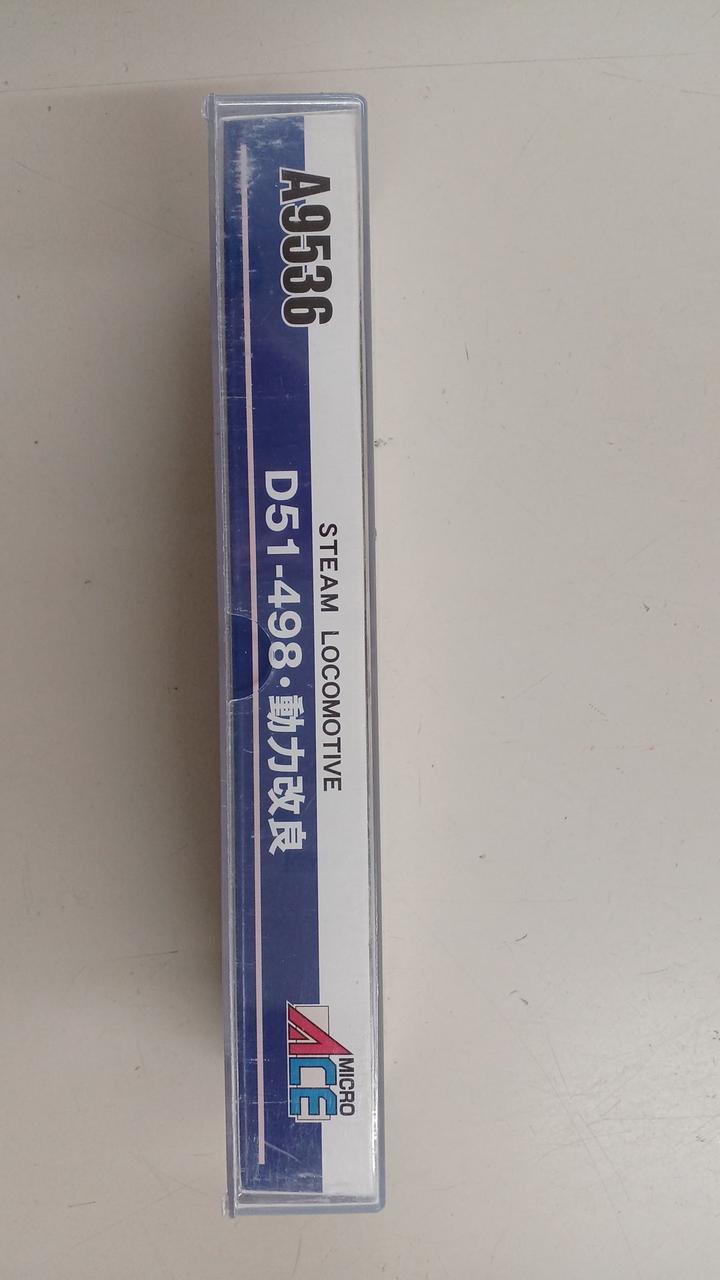 A9536
STEAM LOCOMOTIVE
D51-498・動力改良
MICRO
ACE